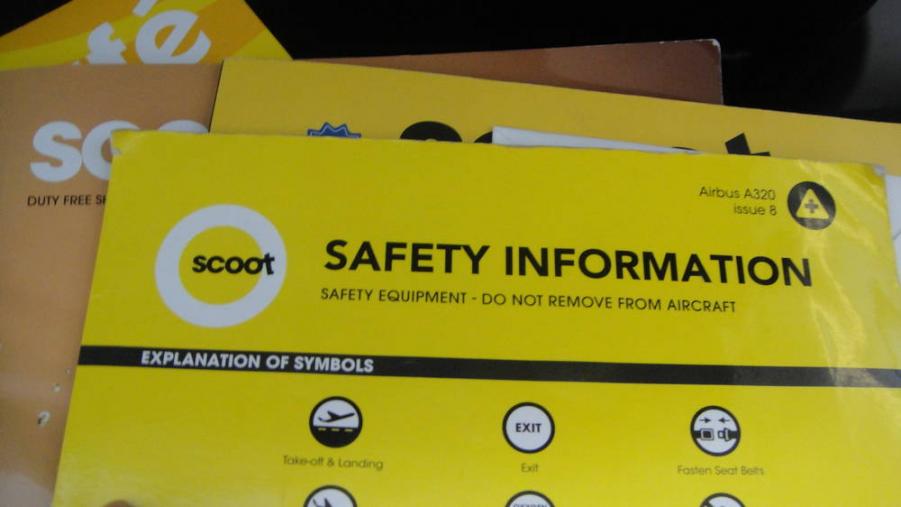 DUTY FREE
Airbus A320
issue 8
scoot
SAFETY INFORMATION
SAFETY EQUIPMENT - DO NOT REMOVE FROM AIRCRAFT
EXPLANATION OF SYMBOLS
EXIT
Take-off & Landing
Exit
Fasten Seat Belts